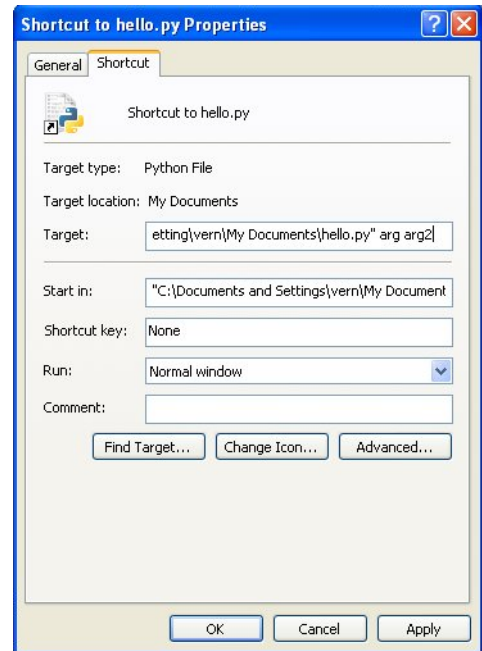 Shortcut to hello.py Properties
General Shortcut
Shortcut to hello.py
Target type: Python File
Target location: My Documents
Target: etting\vern\My Documents\hello.py" arg arg2
Start in: "C:\Documents and Settings\vern\My Document
Shortcut key: None
Run: Normal window
Comment:
Find Target... Change Icon... Advanced...
OK Cancel Apply